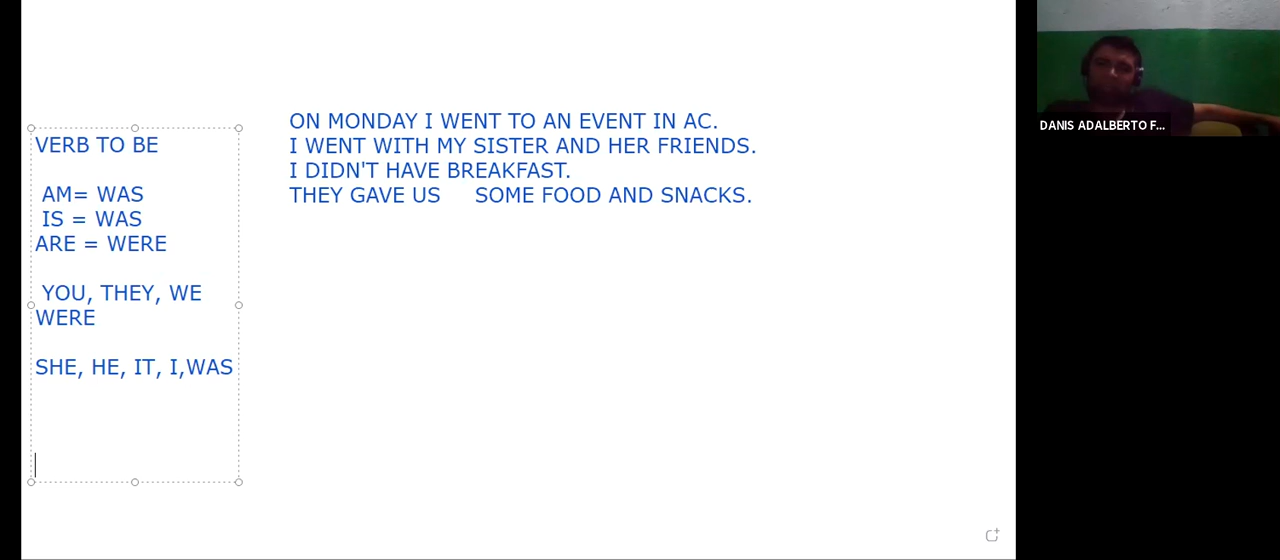 VERB TO BE
AM= WAS
IS = WAS
ARE = WERE
YOU, THEY, WE
WERE
SHE, HE, IT, I,WAS
ON MONDAY I WENT TO AN EVENT IN AC.
I WENT WITH MY SISTER AND HER FRIENDS.
I DIDN'T HAVE BREAKFAST.
THEY GAVE US SOME FOOD AND SNACKS.
DANIS ADALBERTO F...